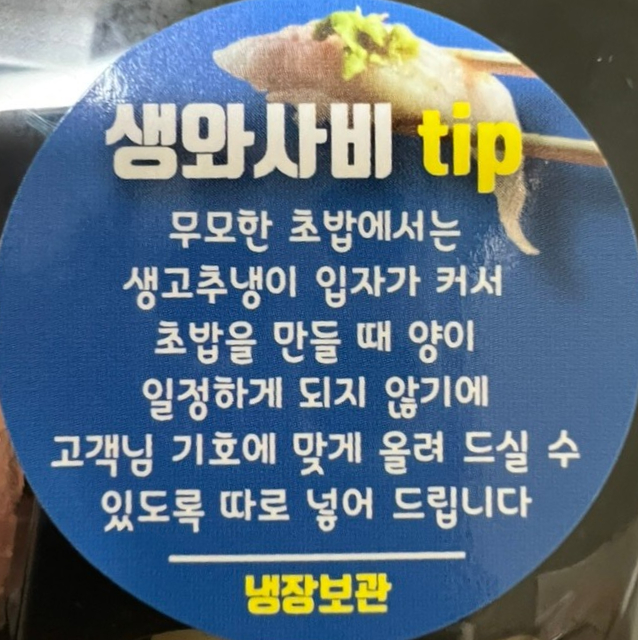 생와사비 tip
무모한 초밥에서는
생고추냉이 입자가 커서
초밥을 만들 때 양이
일정하게 되지 않기에
고객님 기호에 맞게 올려 드실 수
있도록 따로 넣어 드립니다
냉장보관